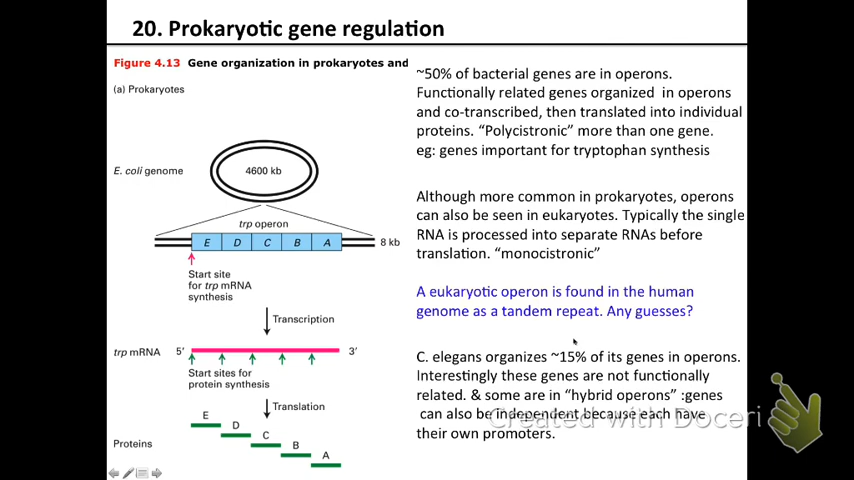 20. Prokaryotic gene regulation
Figure 4.13 Gene organization in prokaryotes and
(a) Prokaryotes
E. coli genome
4600 kb
trp operon
E D C B A
8 kb
Start site
for trp mRNA
synthesis
Transcription
trp mRNA
5’
3’
Start sites for
protein synthesis
Translation
E
D
C
B
A
Proteins
~50% of bacterial genes are in operons.
Functionally related genes organized in operons
and co-transcribed, then translated into individual
proteins. “Polycistronic” more than one gene.
eg: genes important for tryptophan synthesis
Although more common in prokaryotes, operons
can also be seen in eukaryotes. Typically the single
RNA is processed into separate RNAs before
translation. “monocistronic”
A eukaryotic operon is found in the human
genome as a tandem repeat. Any guesses?
C. elegans organizes ~15% of its genes in operons.
Interestingly these genes are not functionally
related. & some are in “hybrid operons” :genes
can also be independent because each have
their own promoters.
Created with Doceri